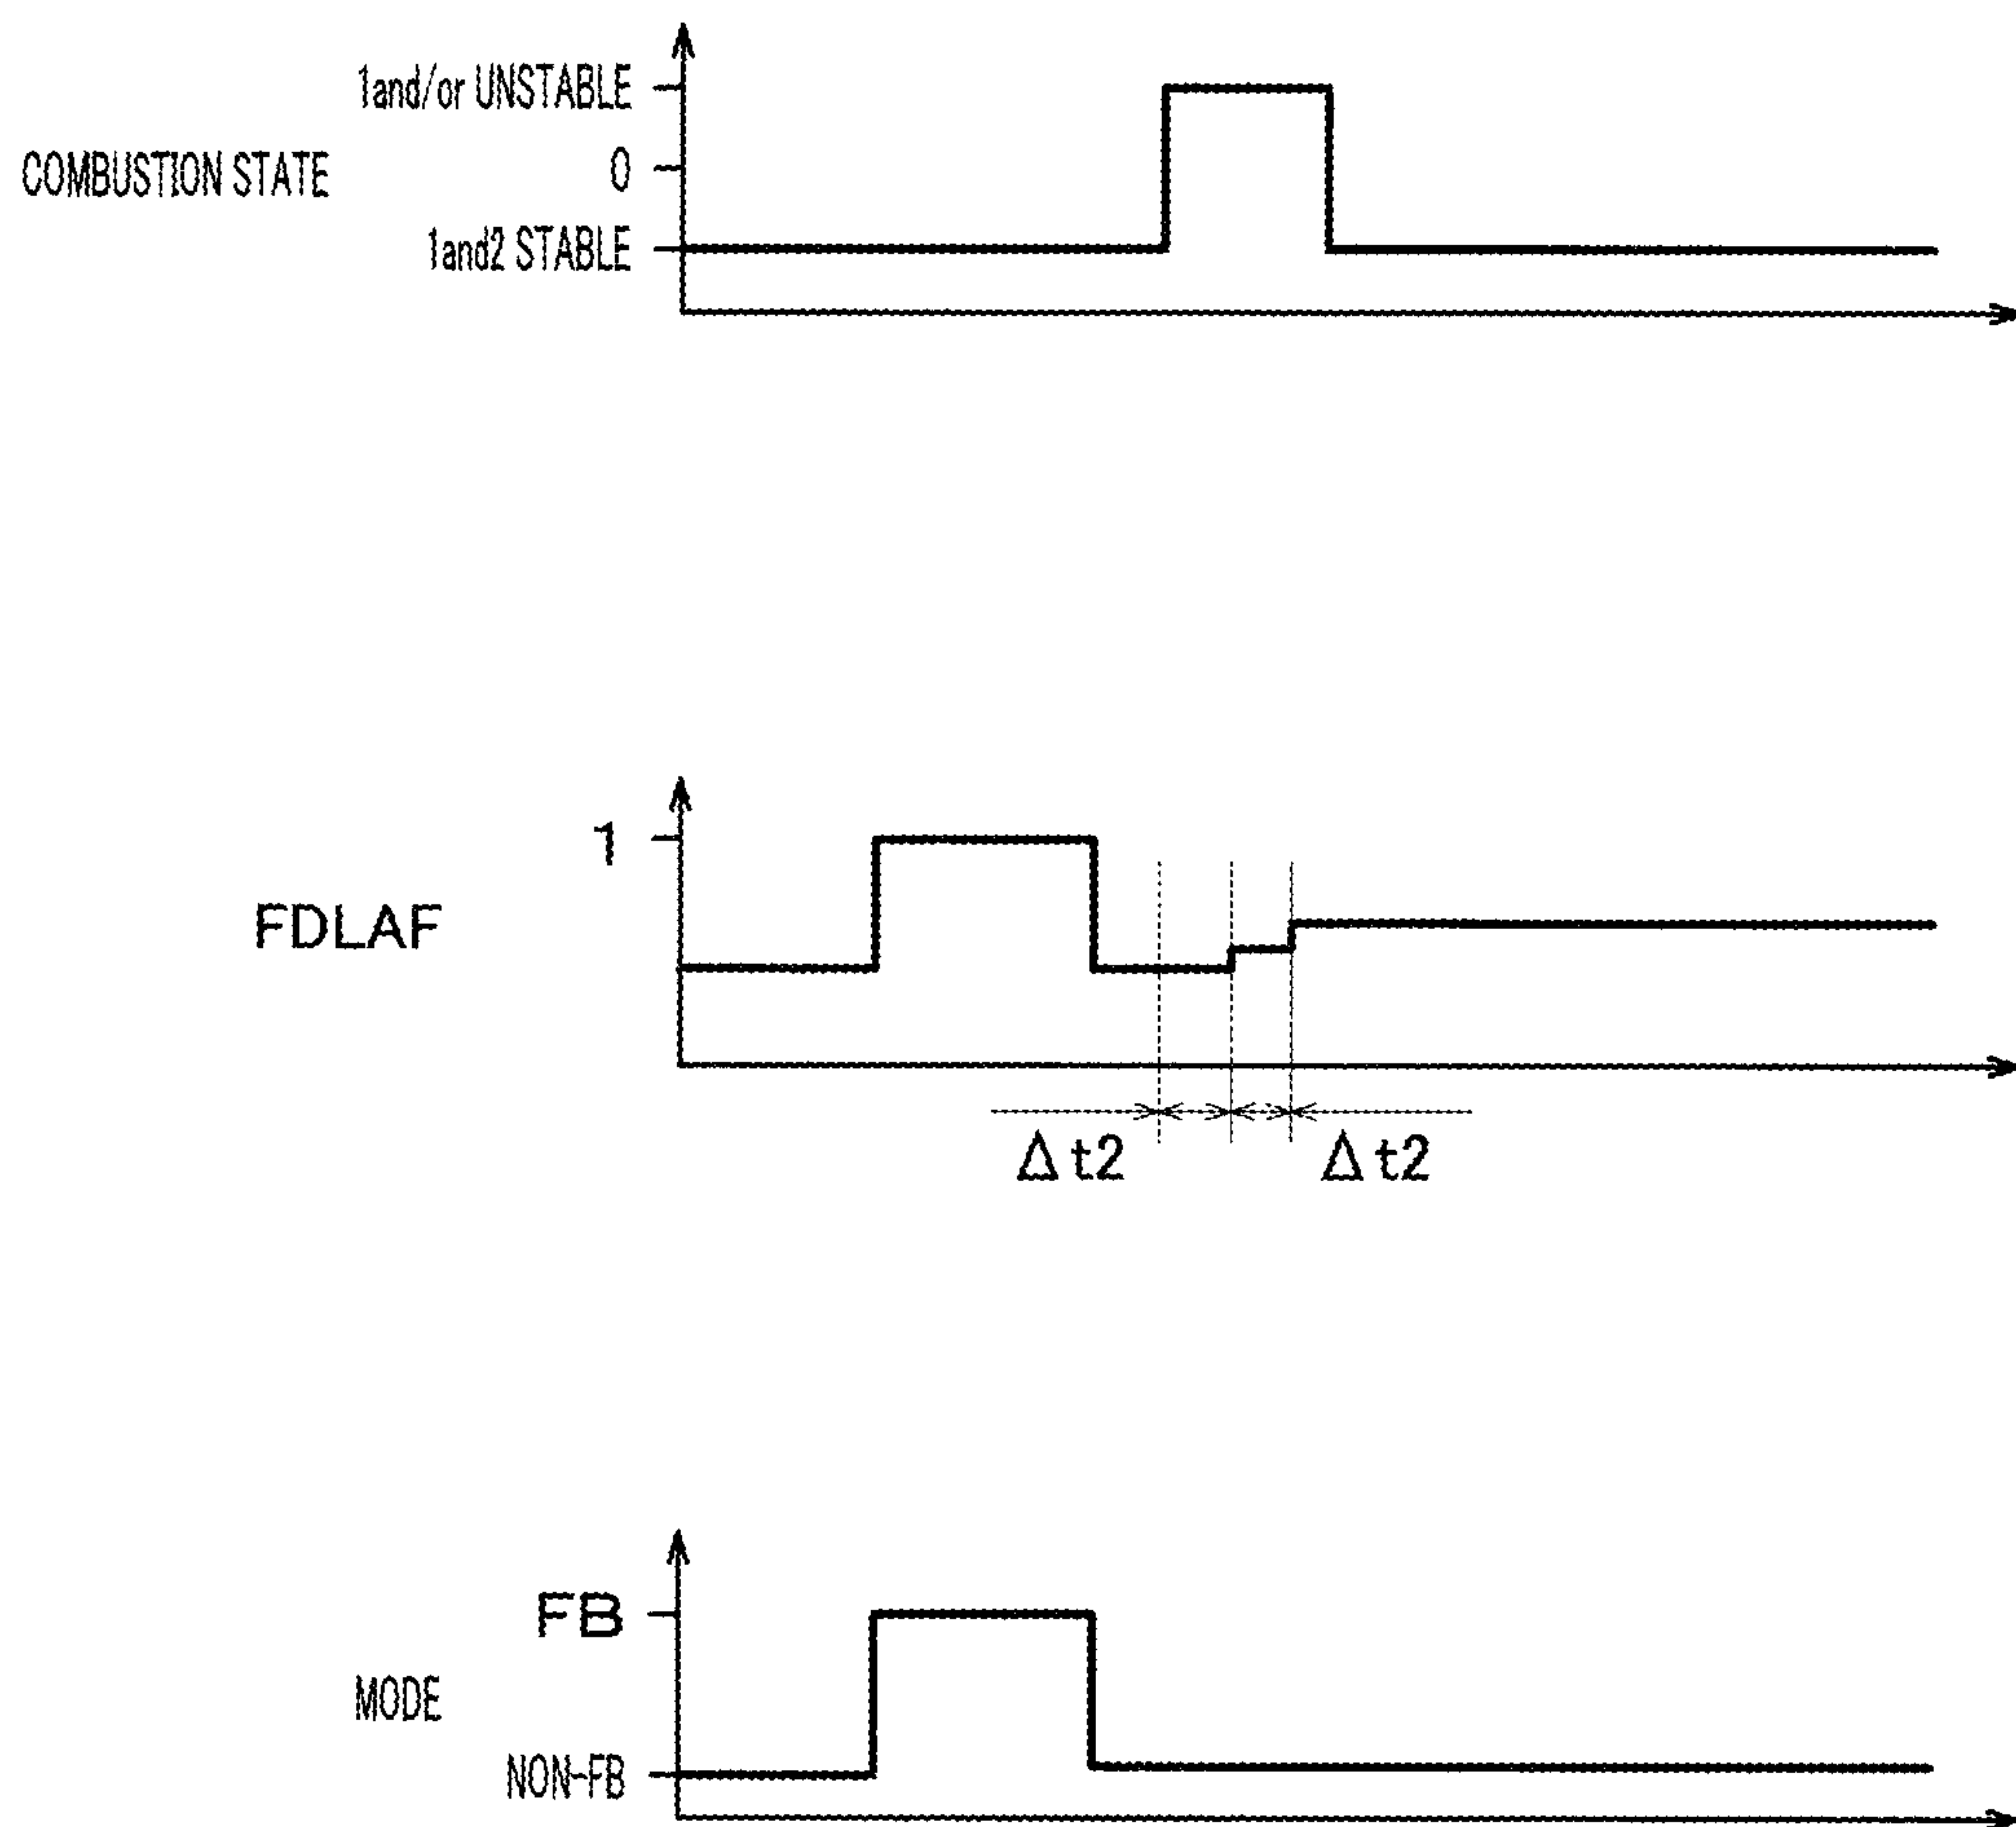 1and/or UNSTABLE
COMBUSTION STATE
0
1and2 STABLE
1
FDLAF
Δt2
Δt2
FB
MODE
NON-FB